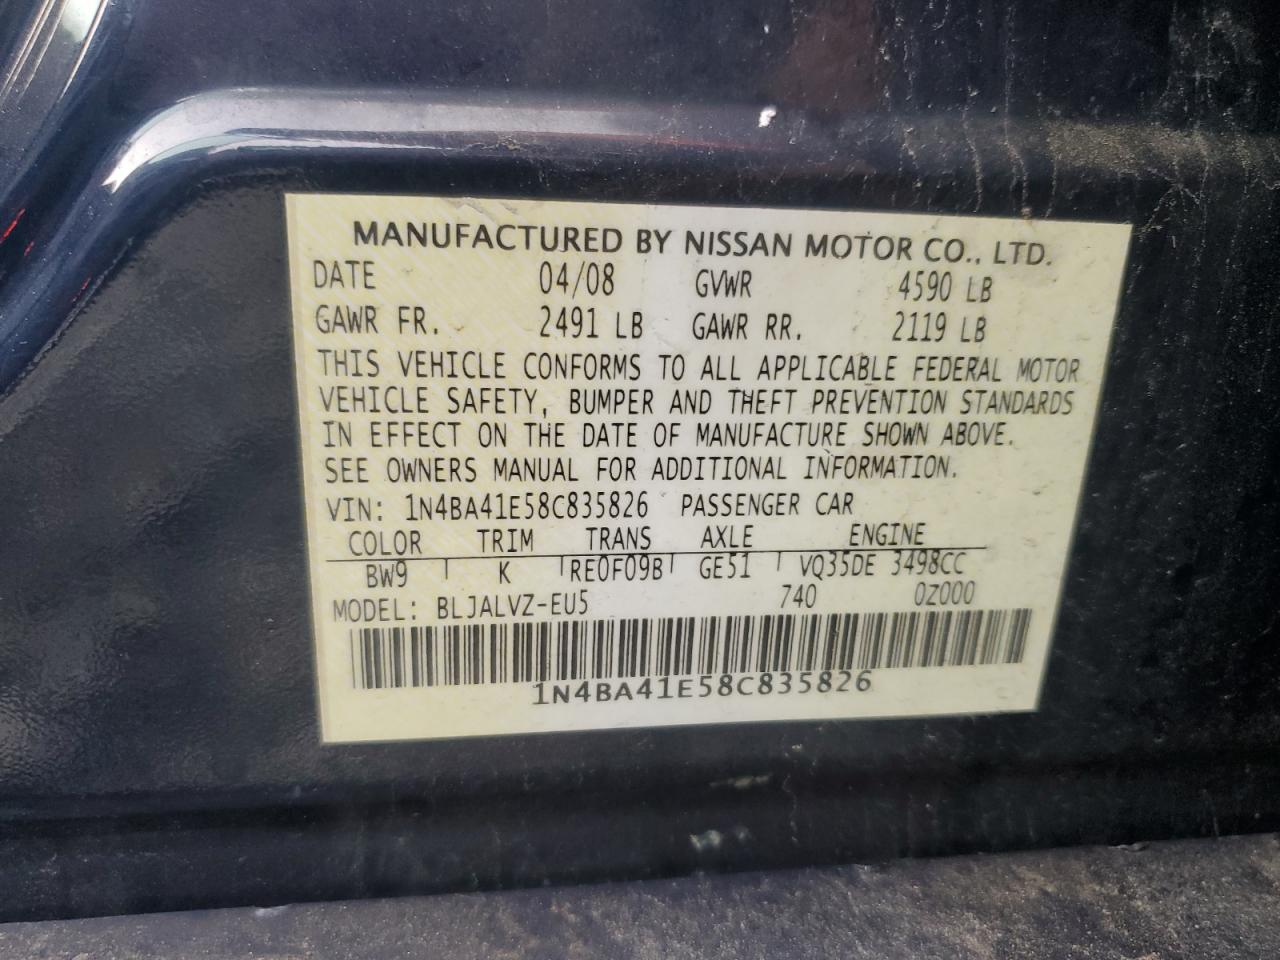 MANUFACTURED BY NISSAN MOTOR CO., LTD.
DATE 04/08 GVWR 4590 LB
GAWR FR. 2491 LB GAWR RR. 2119 LB
THIS VEHICLE CONFORMS TO ALL APPLICABLE FEDERAL MOTOR
VEHICLE SAFETY, BUMPER AND THEFT PREVENTION STANDARDS
IN EFFECT ON THE DATE OF MANUFACTURE SHOWN ABOVE.
SEE OWNERS MANUAL FOR ADDITIONAL INFORMATION.
VIN: 1N4BA41E58C835826 PASSENGER CAR
COLOR TRIM TRANS AXLE ENGINE
BW9 K RE0F09B GE51 VQ35DE 3498CC
MODEL: BLJALVZ-EU5 740 0Z000
1N4BA41E58C835826